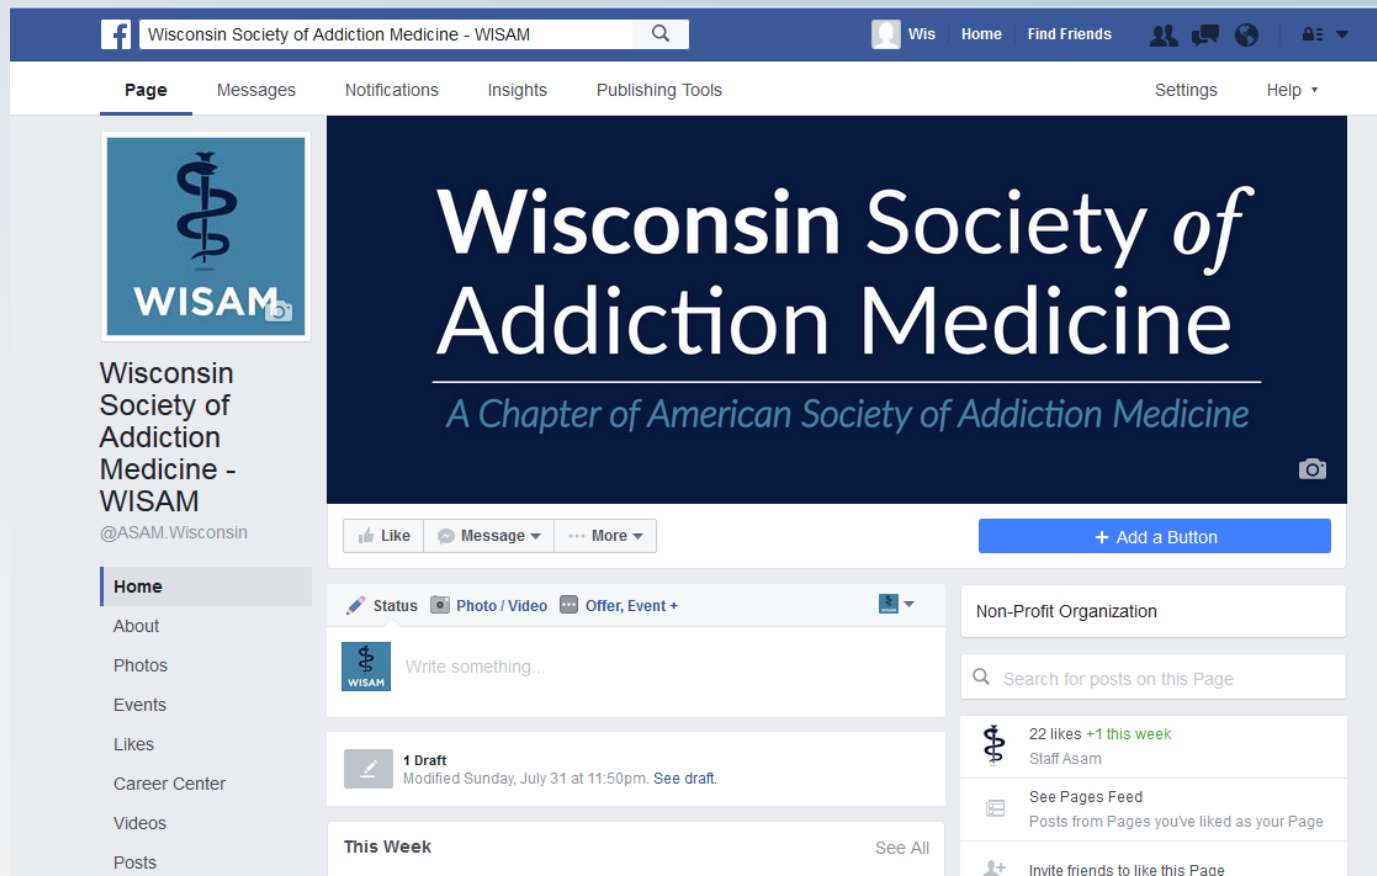 Wisconsin Society of Addiction Medicine - WISAM
Wis
Home
Find Friends
Page
Messages
Notifications
Insights
Publishing Tools
Settings
Help
WISAM
Wisconsin Society of
Addiction Medicine
A Chapter of American Society of Addiction Medicine
Wisconsin
Society of
Addiction
Medicine -
WISAM
@ASAM.Wisconsin
Like
Message
More
+ Add a Button
Home
About
Photos
Events
Likes
Career Center
Videos
Posts
Status
Photo / Video
Offer, Event +
WISAM
Write something...
1 Draft
Modified Sunday, July 31 at 11:50pm. See draft.
This Week
See All
Non-Profit Organization
Search for posts on this Page
22 likes +1 this week
Staff Asam
See Pages Feed
Posts from Pages you've liked as your Page
Invite friends to like this Page